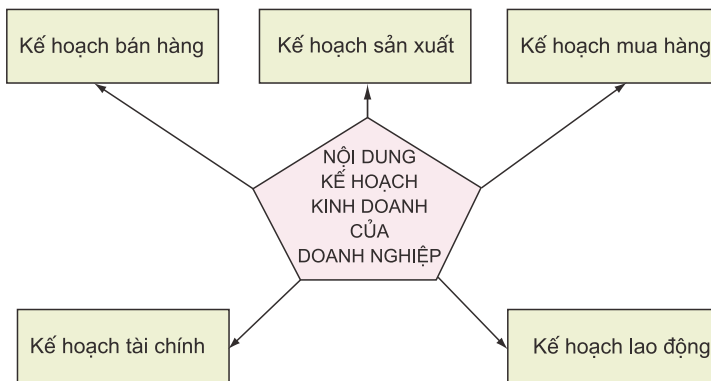 Kế hoạch bán hàng
Kế hoạch sản xuất
Kế hoạch mua hàng
NỘI DUNG
KẾ HOẠCH
KINH DOANH
CỦA
DOANH NGHIỆP
Kế hoạch tài chính
Kế hoạch lao động